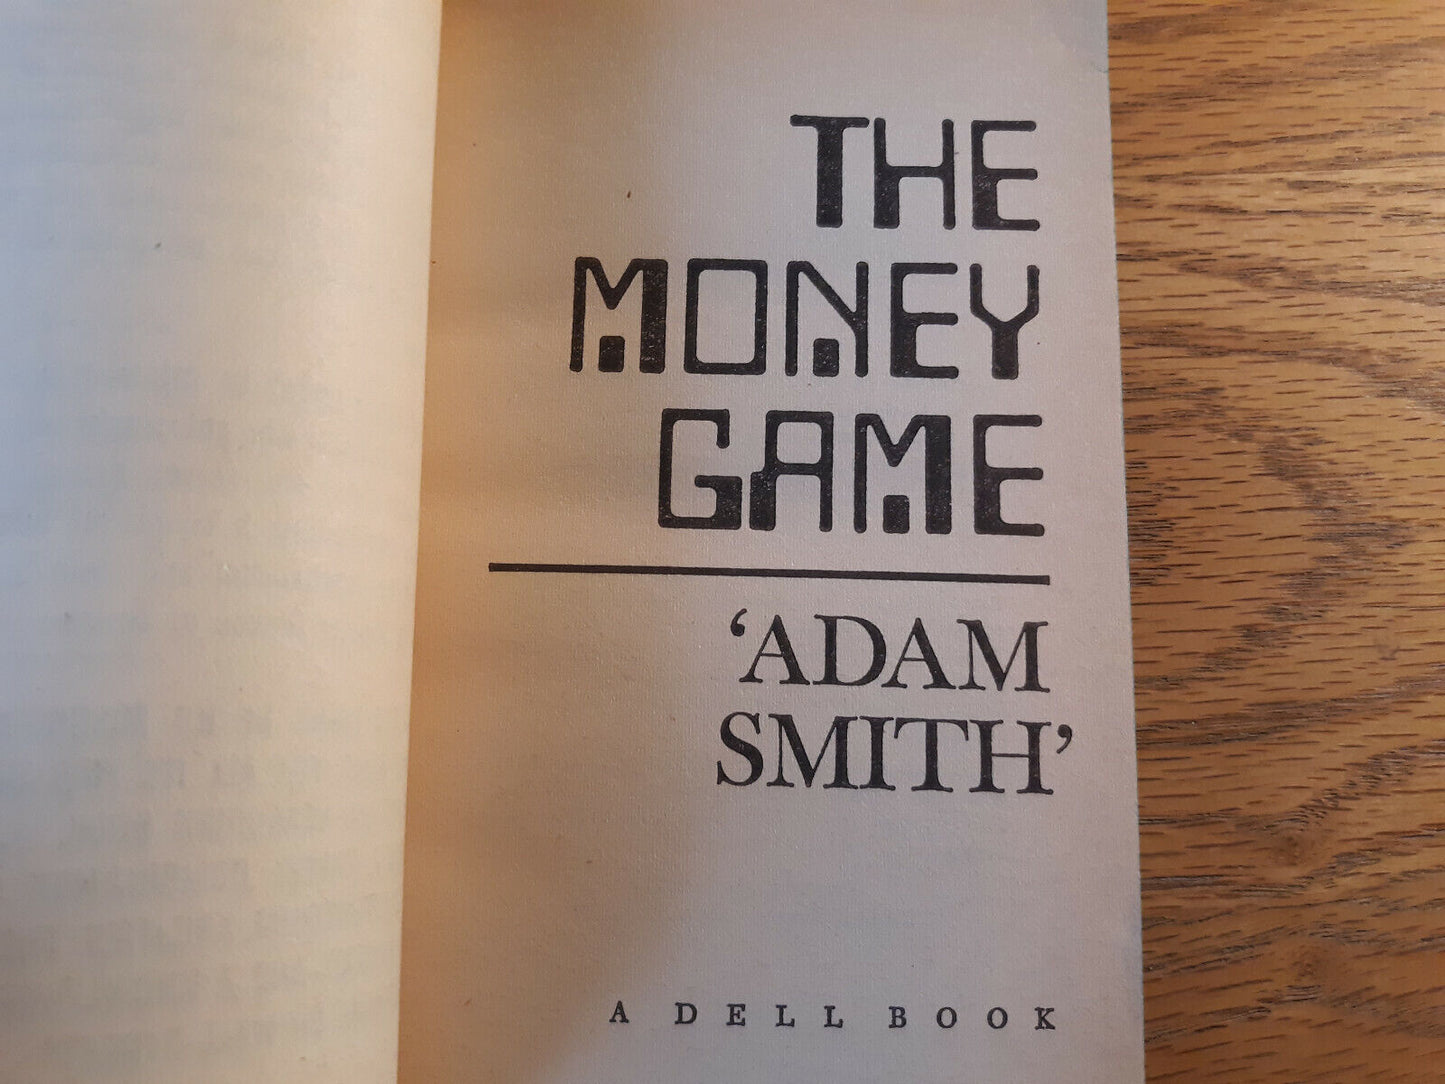 THE
MONEY
GAME
‘ADAM
SMITH’
A DELL BOOK